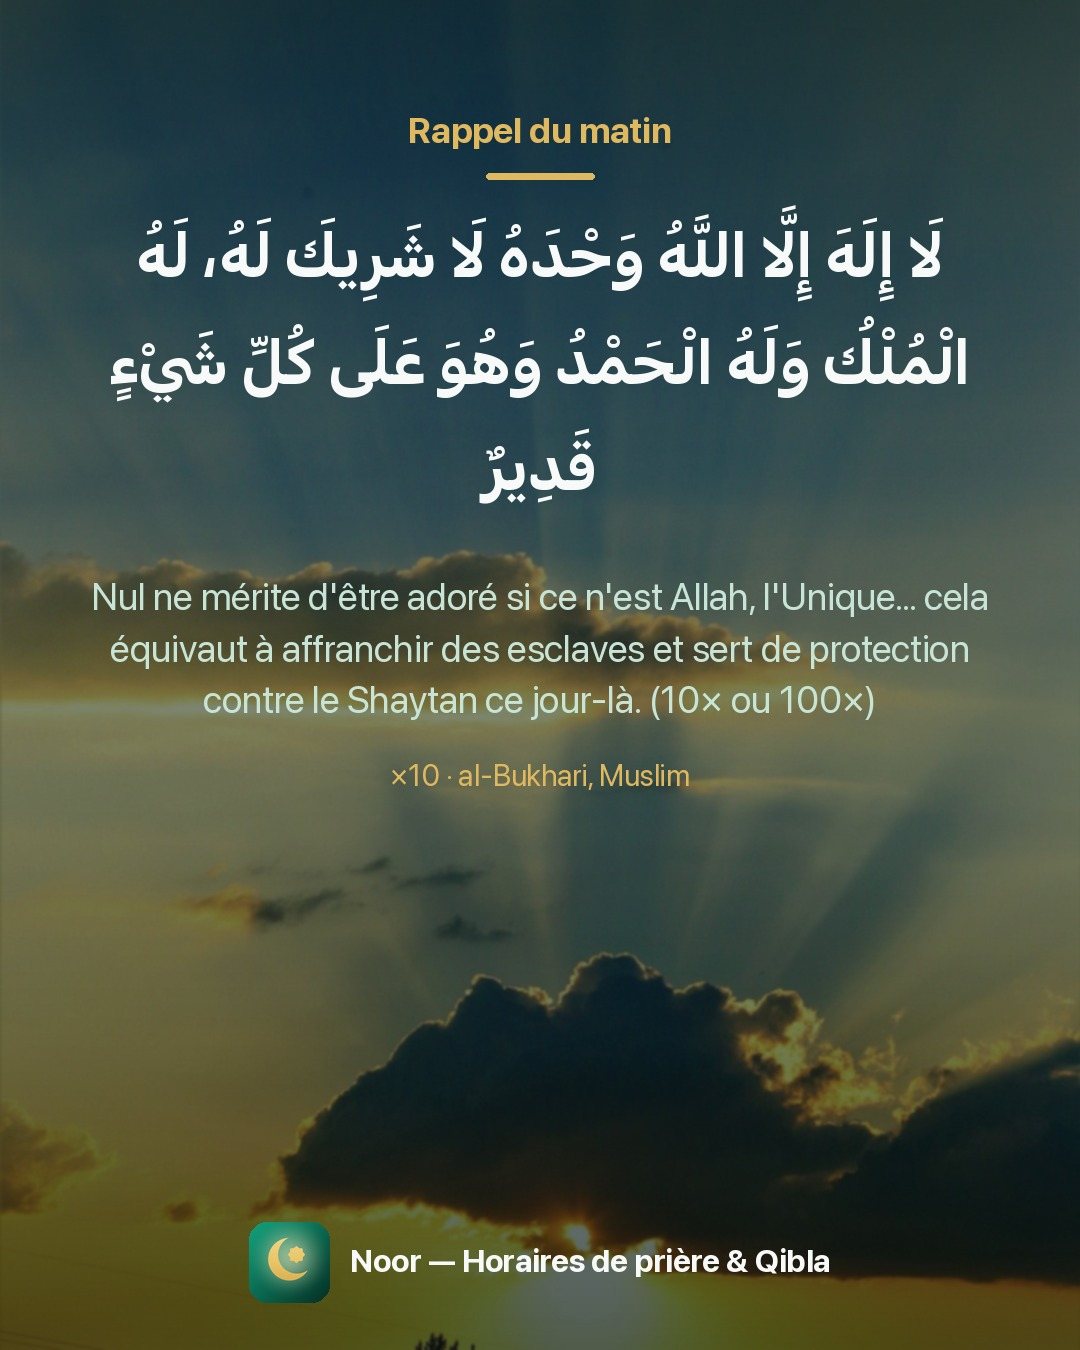 Rappel du matin
لَا إِلَهَ إِلَّا اللَّهُ وَحْدَهُ لَا شَرِيكَ لَهُ، لَهُ
الْمُلْكُ وَلَهُ الْحَمْدُ وَهُوَ عَلَى كُلِّ شَيْءٍ
قَدِيرٌ
Nul ne mérite d'être adoré si ce n'est Allah, l'Unique... cela
équivaut à affranchir des esclaves et sert de protection
contre le Shaytan ce jour-là. (10× ou 100×)
×10 · al-Bukhari, Muslim
Noor — Horaires de prière & Qibla